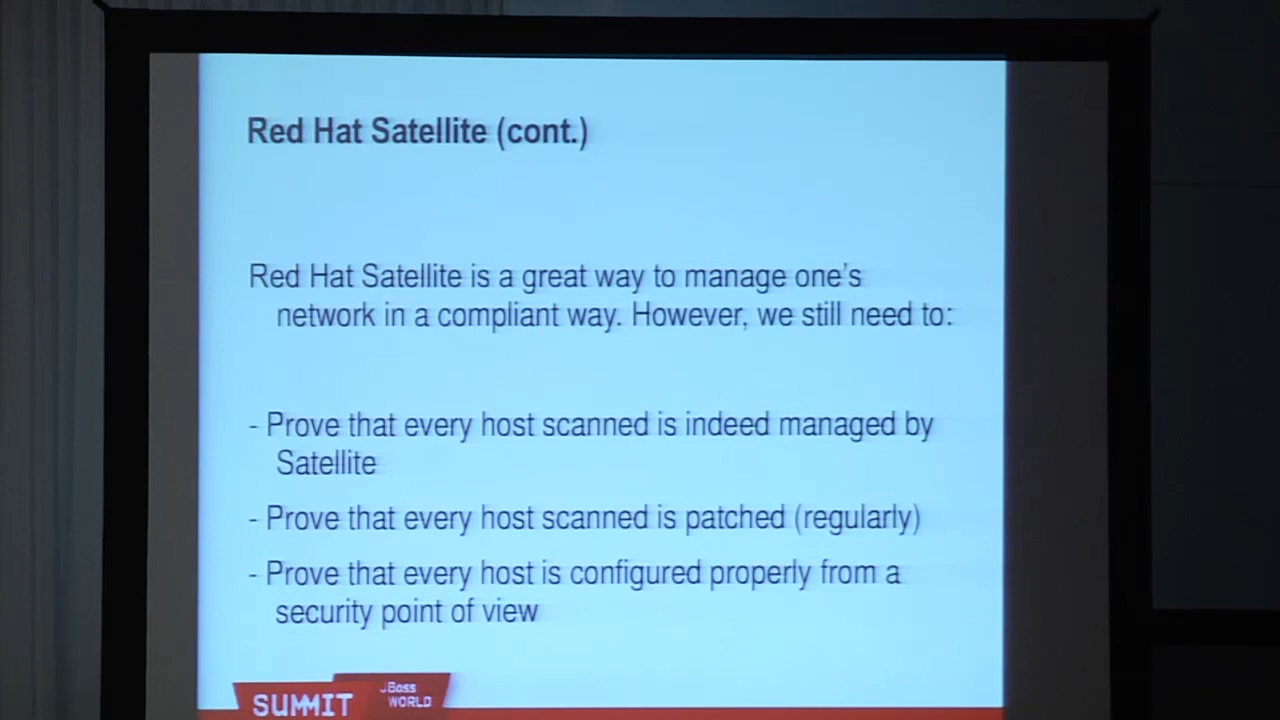 Red Hat Satellite (cont.)
Red Hat Satellite is a great way to manage one's
network in a compliant way. However, we still need to:
- Prove that every host scanned is indeed managed by
Satellite
- Prove that every host scanned is patched (regularly)
- Prove that every host is configured properly from a
security point of view
SUMMIT
JBoss
WORLD